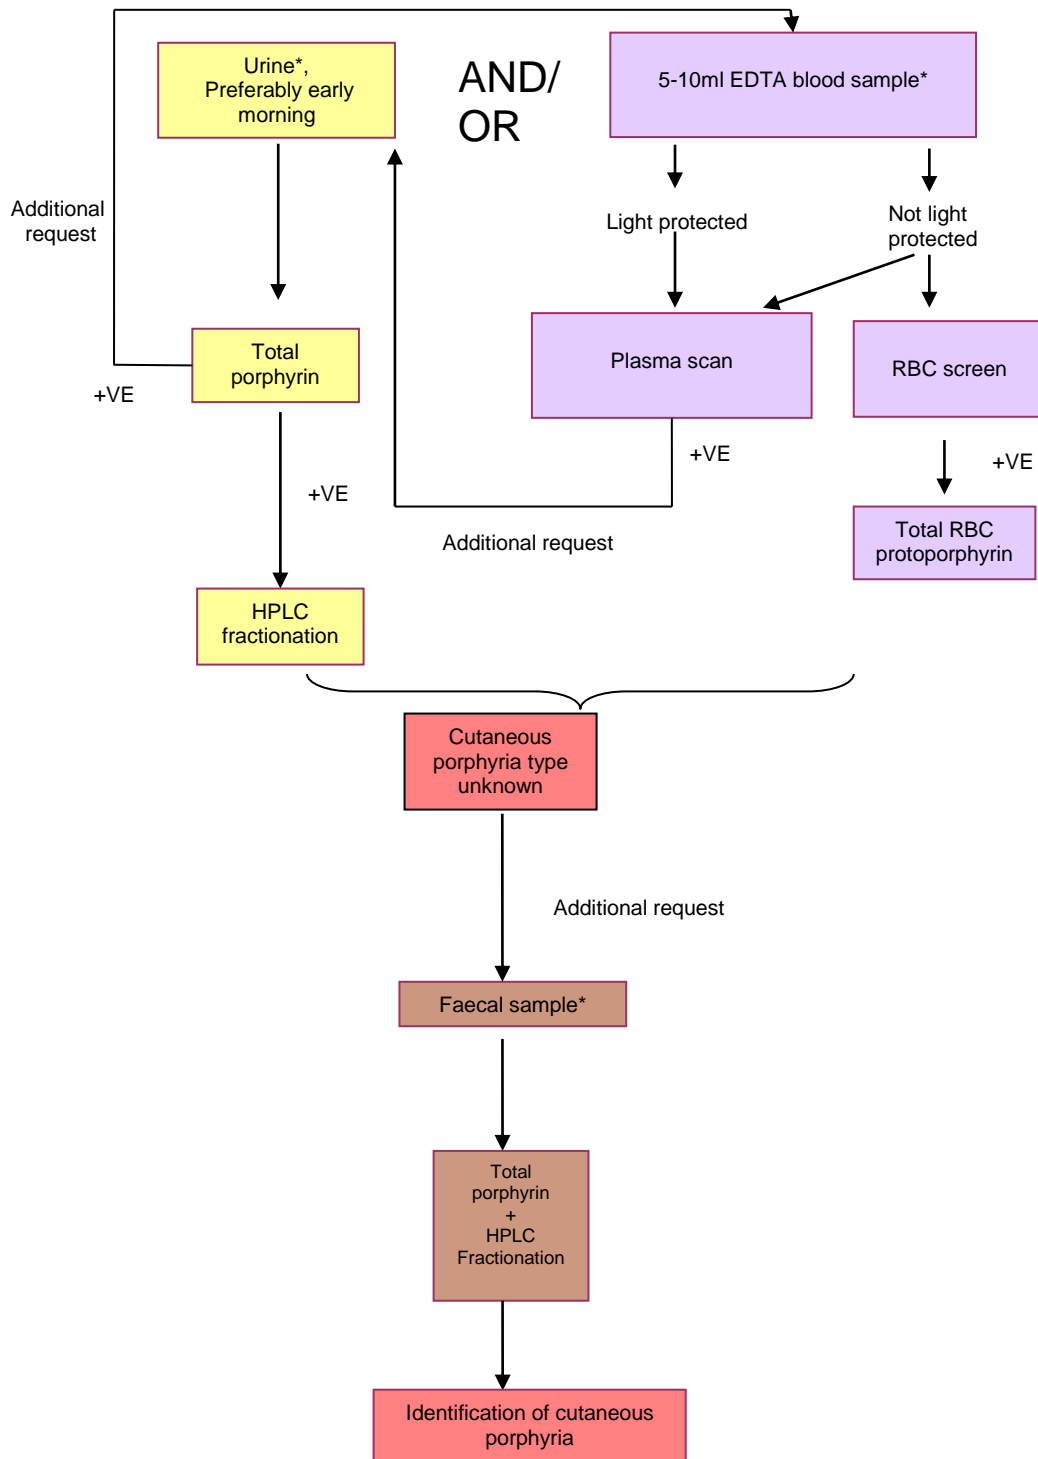 Urine*,
Preferably early
morning
AND/
OR
5-10ml EDTA blood sample*
Additional
request
Light protected
Not light
protected
Total
porphyrin
+VE
Plasma scan
RBC screen
+VE
+VE
+VE
Additional request
Total RBC
protoporphyrin
HPLC
fractionation
Cutaneous
porphyria type
unknown
Additional request
Faecal sample*
Total
porphyrin
+
HPLC
Fractionation
Identification of cutaneous
porphyria